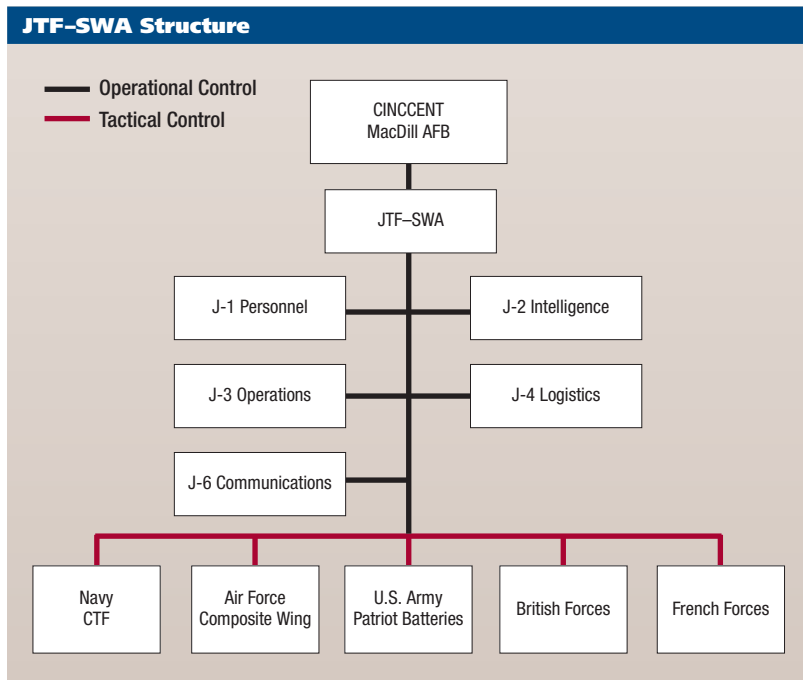 JTF–SWA Structure
Operational Control
Tactical Control
CINCCENT
MacDill AFB
JTF–SWA
J-1 Personnel
J-2 Intelligence
J-3 Operations
J-4 Logistics
J-6 Communications
Navy
CTF
Air Force
Composite Wing
U.S. Army
Patriot Batteries
British Forces
French Forces